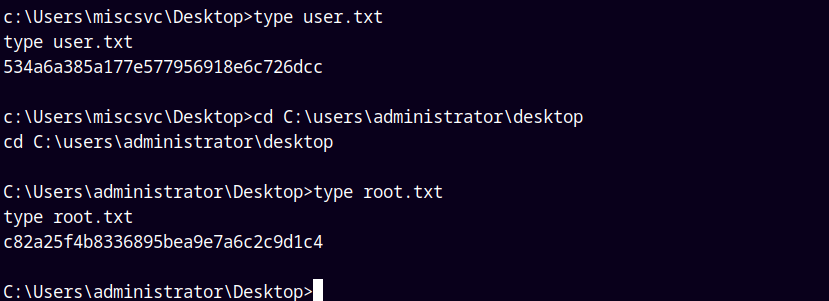 c:\Users\miscsvc\Desktop>type user.txt
type user.txt
534a6a385a177e577956918e6c726dcc
c:\Users\miscsvc\Desktop>cd C:\users\administrator\desktop
cd C:\users\administrator\desktop
C:\Users\administrator\Desktop>type root.txt
type root.txt
c82a25f4b8336895bea9e7a6c2c9d1c4
C:\Users\administrator\Desktop>